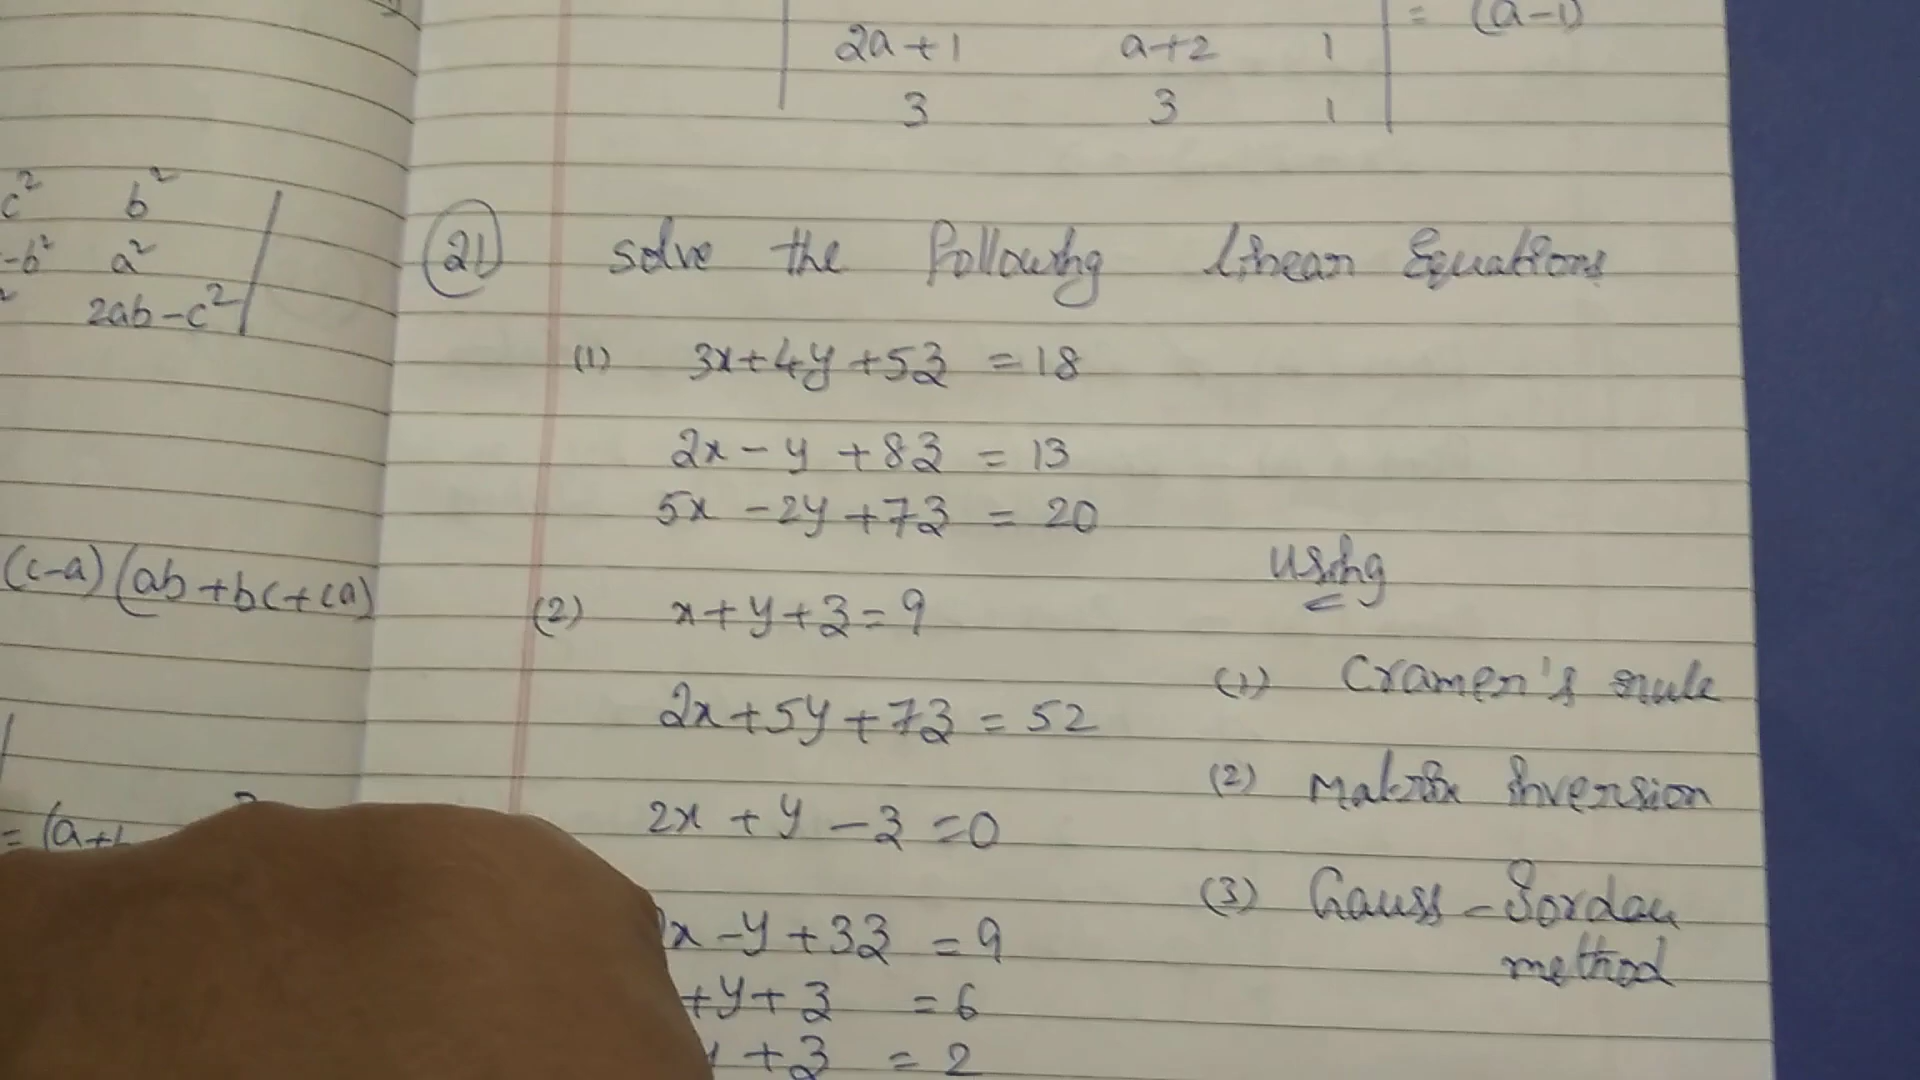 c² b²
-b² a²
2ab-c²
(c-a) (ab+bc+ca)
= (a+b
= (a-1)
2a+1 a+2 1
3 3 1
(21) Solve the following linear Equations
(1) 3x+4y+5z = 18
2x-y+8z = 13
5x-2y+7z = 20
using
(2) x+y+z=9
(1) Cramer's rule
2x+5y+7z = 52
(2) Matrix inversion
2x+y-z=0
(3) Gauss-Jordan
method
x-y+3z = 9
+y+z = 6
+z = 2